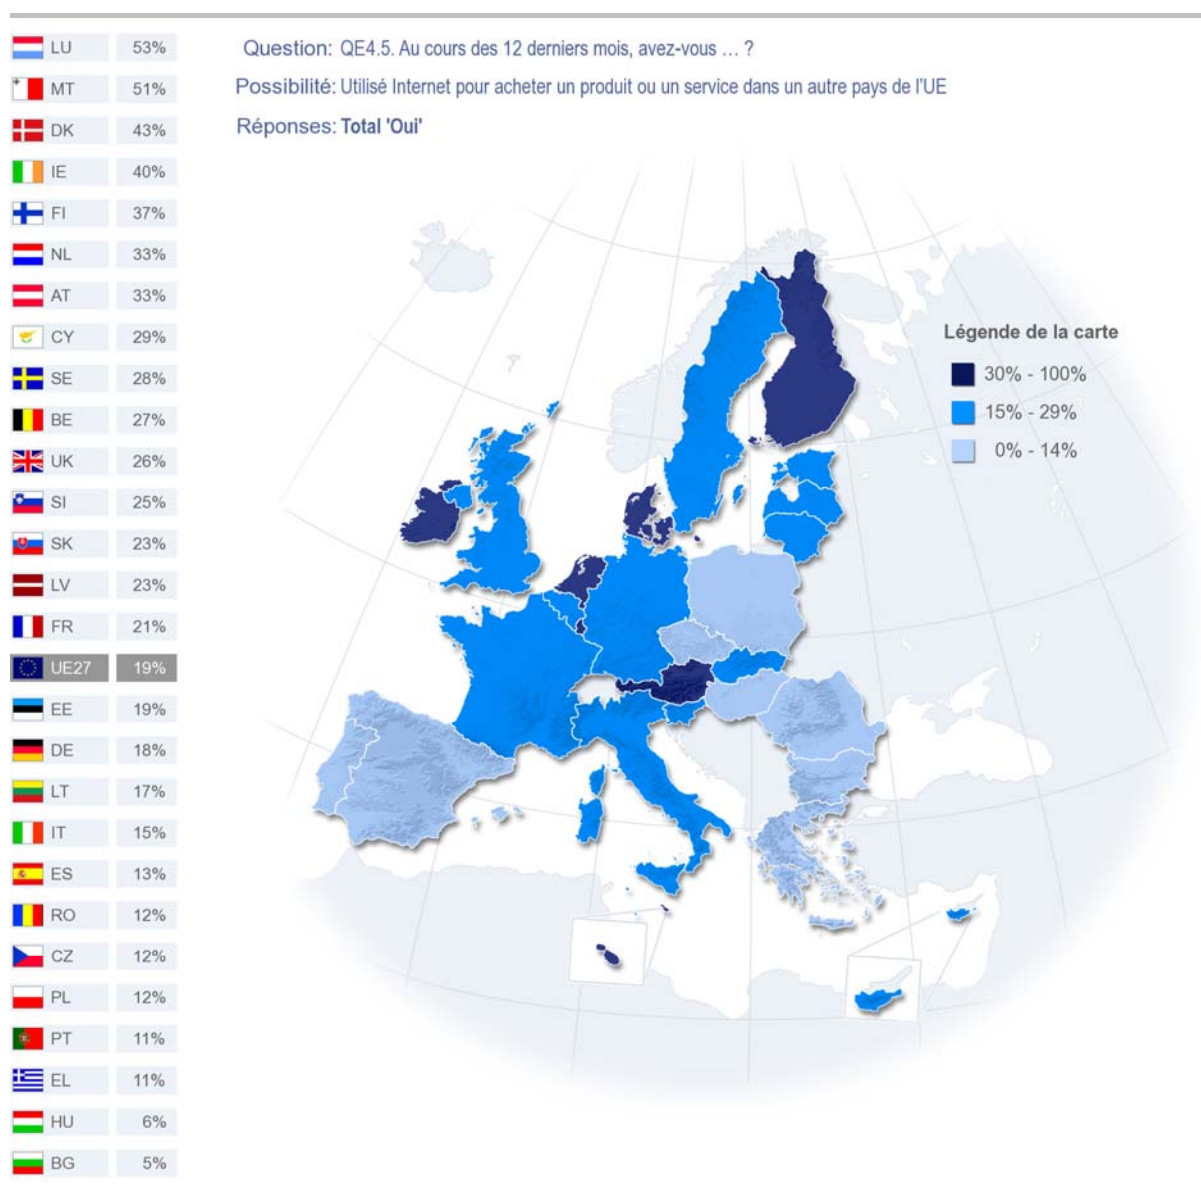 Question: QE4.5. Au cours des 12 derniers mois, avez-vous … ?
Possibilité: Utilisé Internet pour acheter un produit ou un service dans un autre pays de l'UE
Réponses: Total 'Oui'
LU 53%
MT 51%
DK 43%
IE 40%
FI 37%
NL 33%
AT 33%
CY 29%
SE 28%
BE 27%
UK 26%
SI 25%
SK 23%
LV 23%
FR 21%
UE27 19%
EE 19%
DE 18%
LT 17%
IT 15%
ES 13%
RO 12%
CZ 12%
PL 12%
PT 11%
EL 11%
HU 6%
BG 5%
Légende de la carte
30% - 100%
15% - 29%
0% - 14%